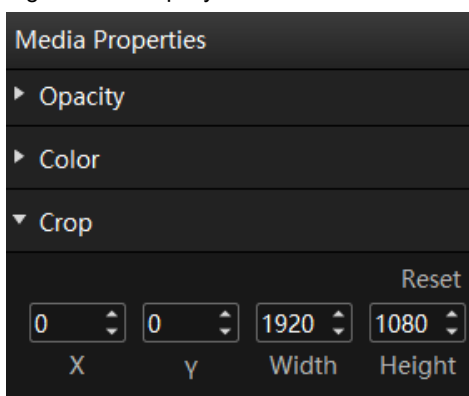 Media Properties
Opacity
Color
Crop
Reset
0 0 1920 1080
X Y Width Height